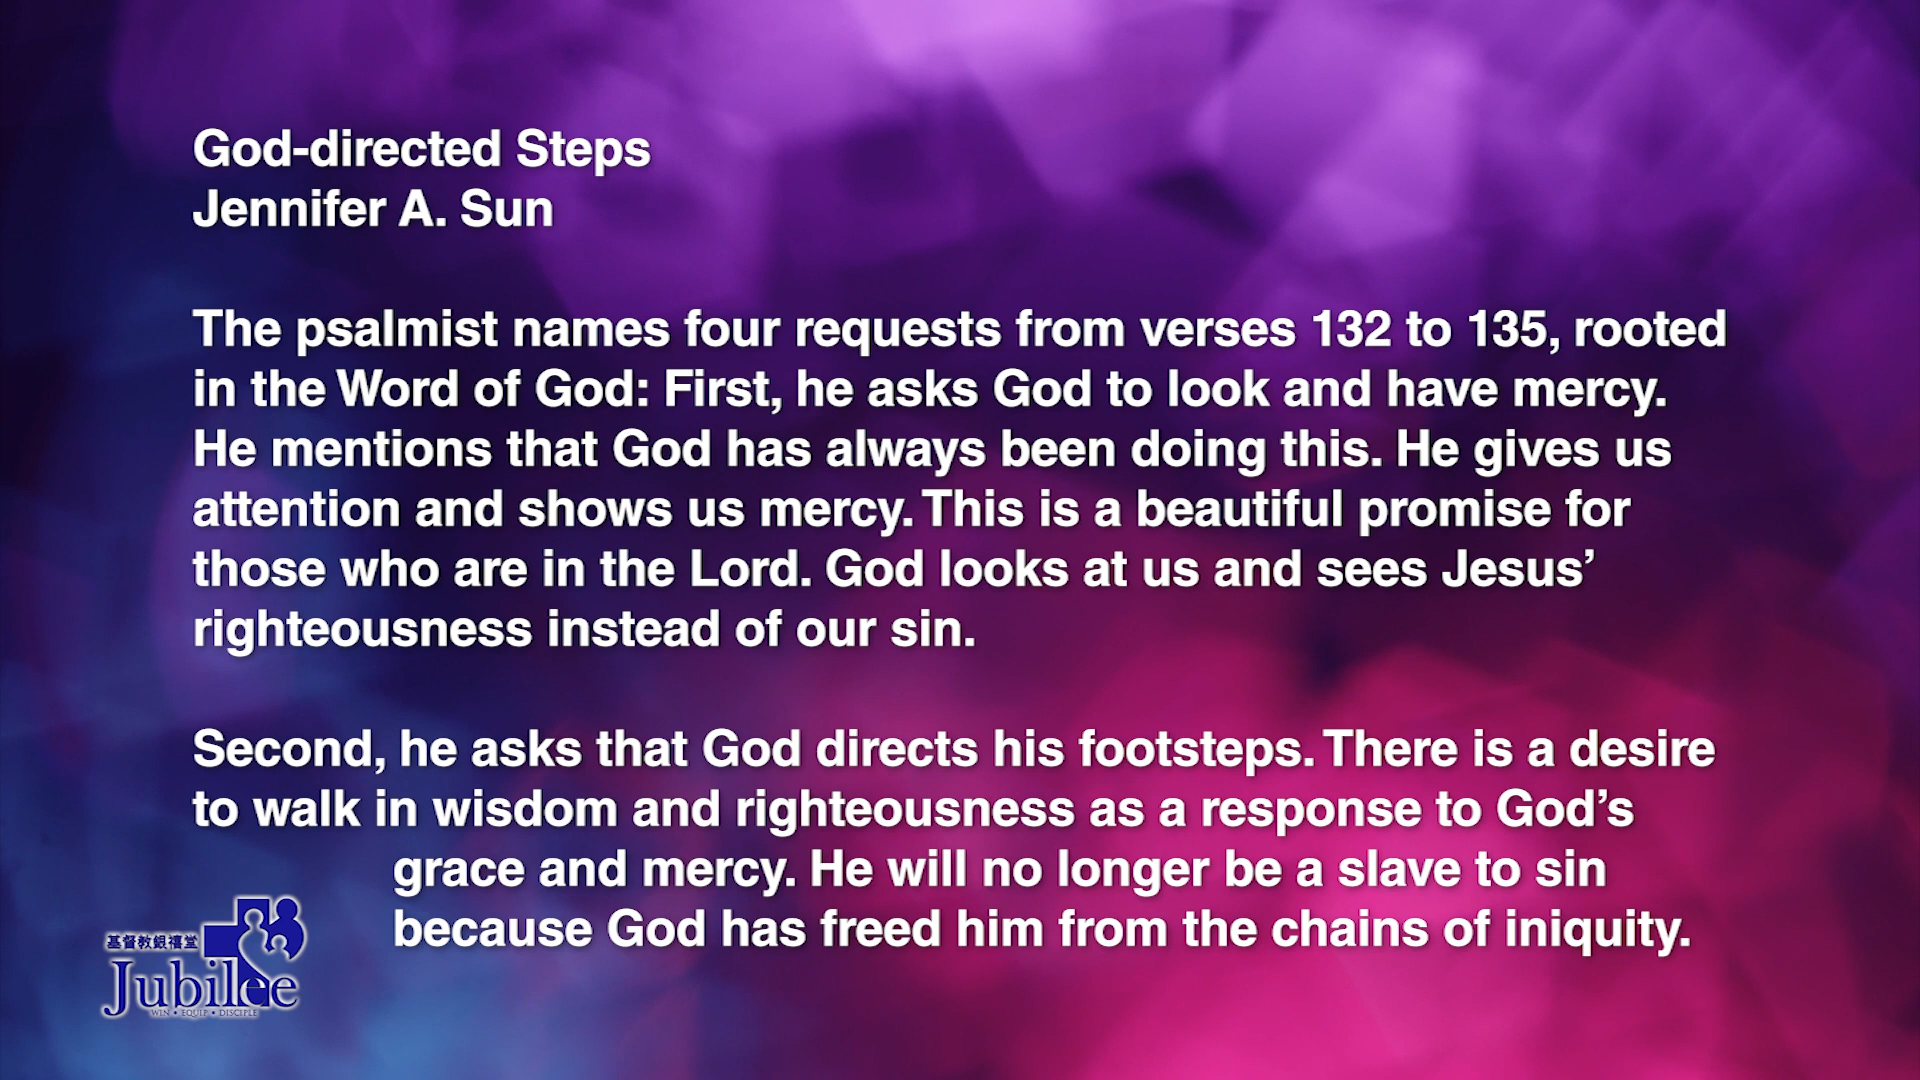 God-directed Steps
Jennifer A. Sun
The psalmist names four requests from verses 132 to 135, rooted
in the Word of God: First, he asks God to look and have mercy.
He mentions that God has always been doing this. He gives us
attention and shows us mercy. This is a beautiful promise for
those who are in the Lord. God looks at us and sees Jesus’
righteousness instead of our sin.
Second, he asks that God directs his footsteps. There is a desire
to walk in wisdom and righteousness as a response to God’s
grace and mercy. He will no longer be a slave to sin
because God has freed him from the chains of iniquity.
基督教銀禧堂
Jubilee
WIN • EQUIP • DISCIPLE